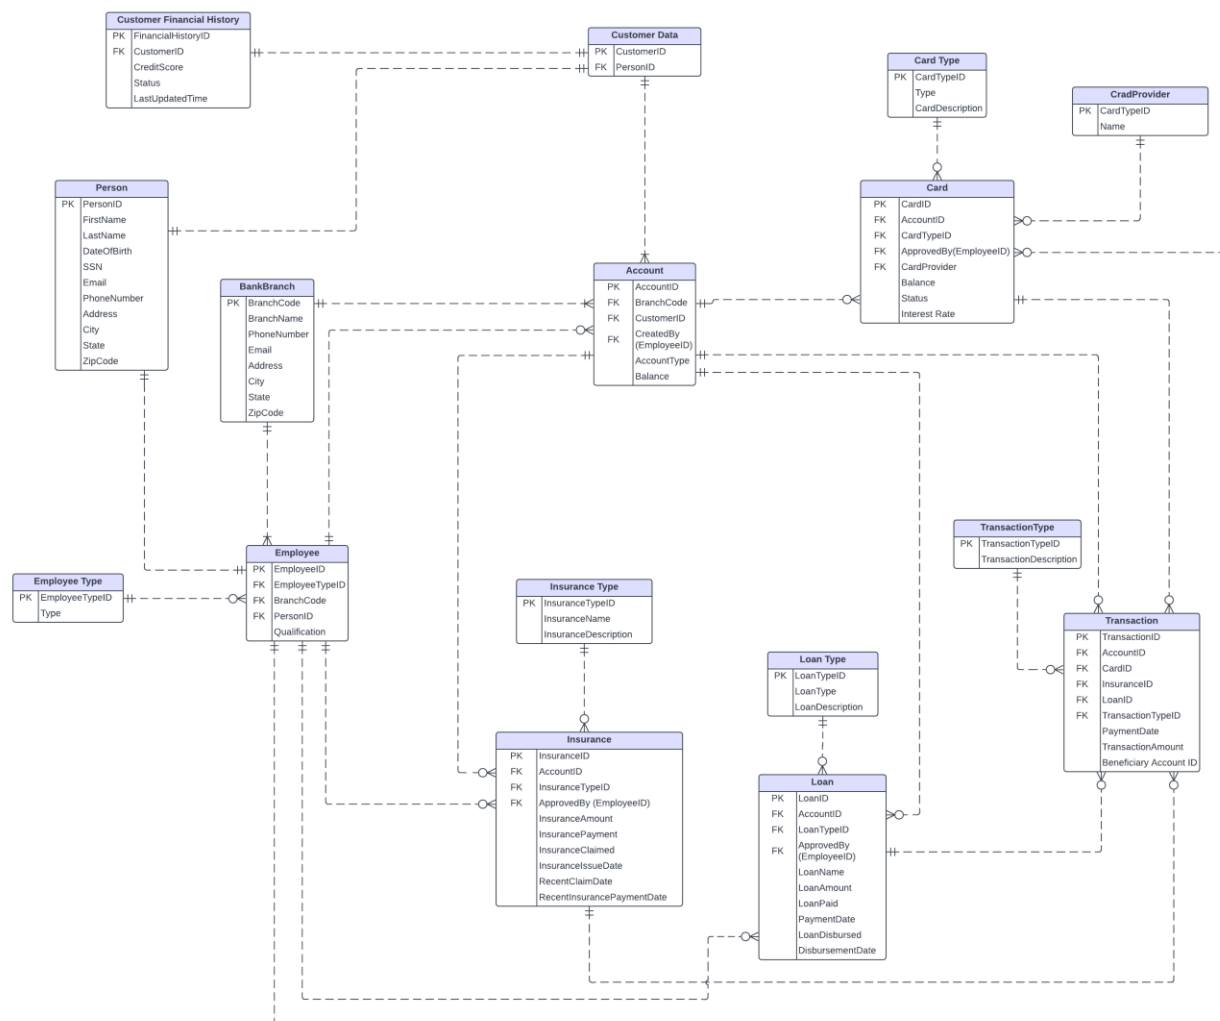 Customer Financial History
PK FinancialHistoryID
FK CustomerID
CreditScore
Status
LastUpdatedTime
Customer Data
PK CustomerID
FK PersonID
Card Type
PK CardTypeID
Type
CardDescription
CradProvider
PK CardTypeID
Name
Person
PK PersonID
FirstName
LastName
DateOfBirth
SSN
Email
PhoneNumber
Address
City
State
ZipCode
Card
PK CardID
FK AccountID
FK CardTypeID
FK ApprovedBy(EmployeeID)
FK CardProvider
Balance
Status
Interest Rate
BankBranch
PK BranchCode
BranchName
PhoneNumber
Email
Address
City
State
ZipCode
Account
PK AccountID
FK BranchCode
FK CustomerID
FK CreatedBy
(EmployeeID)
AccountType
Balance
Employee
PK EmployeeID
FK EmployeeTypeID
FK BranchCode
FK PersonID
Qualification
Employee Type
PK EmployeeTypeID
Type
Insurance Type
PK InsuranceTypeID
InsuranceName
InsuranceDescription
TransactionType
PK TransactionTypeID
TransactionDescription
Transaction
PK TransactionID
FK AccountID
FK CardID
FK InsuranceID
FK LoanID
FK TransactionTypeID
PaymentDate
TransactionAmount
Beneficiary Account ID
Loan Type
PK LoanTypeID
LoanType
LoanDescription
Insurance
PK InsuranceID
FK AccountID
FK InsuranceTypeID
FK ApprovedBy (EmployeeID)
InsuranceAmount
InsurancePayment
InsuranceClaimed
InsuranceIssueDate
RecentClaimDate
RecentInsurancePaymentDate
Loan
PK LoanID
FK AccountID
FK LoanTypeID
FK ApprovedBy
(EmployeeID)
LoanName
LoanAmount
LoanPaid
PaymentDate
LoanDisbursed
DisbursementDate